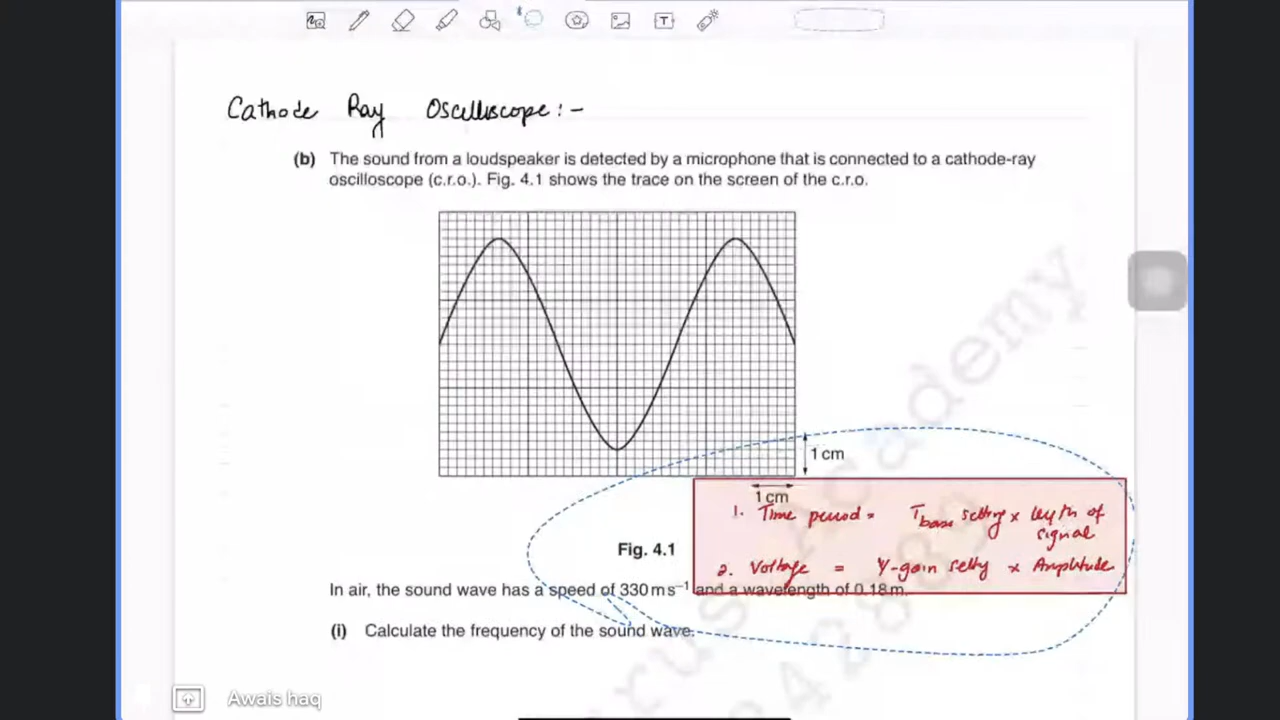 Cathode Ray Oscilloscope:-
(b) The sound from a loudspeaker is detected by a microphone that is connected to a cathode-ray
oscilloscope (c.r.o.). Fig. 4.1 shows the trace on the screen of the c.r.o.
1 cm
1 cm
1. Time period = Tbase setting x length of
signal
Fig. 4.1
2. Voltage = Y-gain setting x Amplitude
In air, the sound wave has a speed of 330 m s⁻¹ and a wavelength of 0.18 m.
(i) Calculate the frequency of the sound wave.
Academy
Awais haq